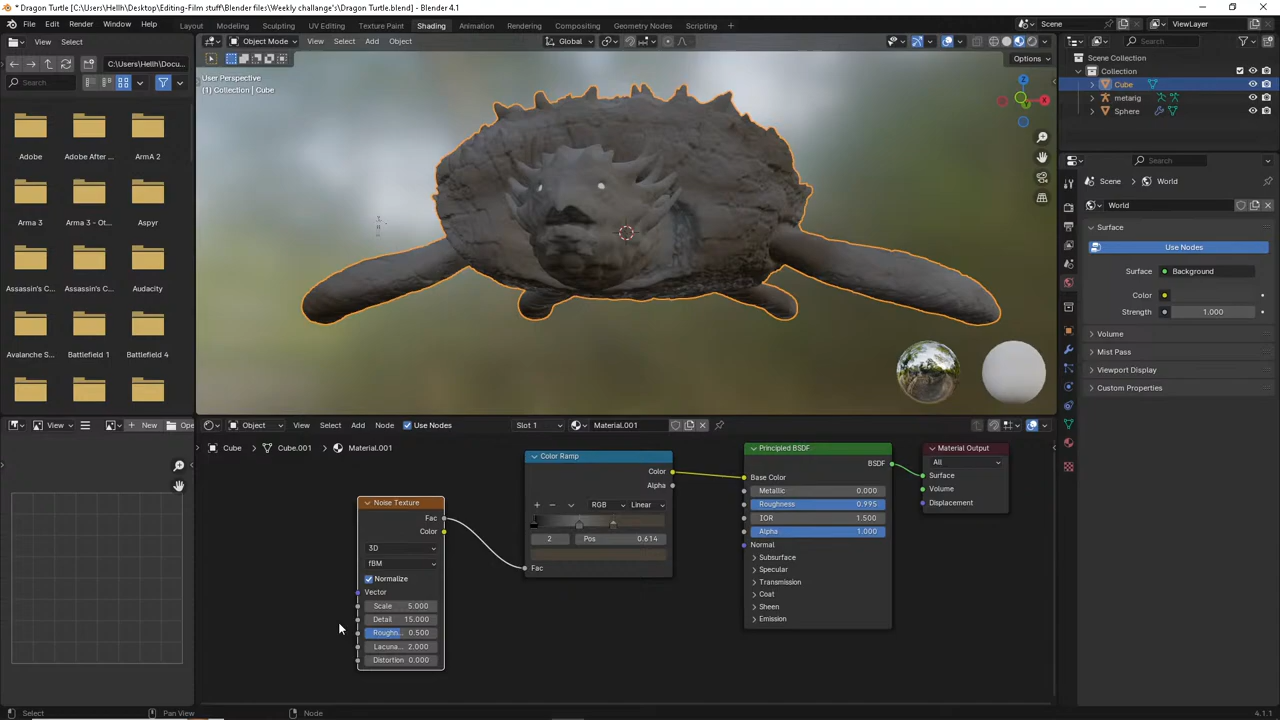 * Dragon Turtle [C:\Users\Hellh\Desktop\Editing-Film stuff\Blender files\Weekly challange's\Dragon Turtle.blend] - Blender 4.1
File Edit Render Window Help Layout Modeling Sculpting UV Editing Texture Paint Shading Animation Rendering Compositing Geometry Nodes Scripting Scene ViewLayer
View Select Object Mode View Select Add Object Global Search
C:\Users\Hellh\Docu... Options
Search
User Perspective
(1) Collection | Cube
Scene Collection
Collection
Cube
metarig
Sphere
Adobe Adobe After ... ArmA 2
Arma 3 Arma 3 - Ot... Aspyr
Assassin's C... Assassin's C... Audacity
Avalanche S... Battlefield 1 Battlefield 4
Search
Scene World
World
Surface
Use Nodes
Surface Background
Color
Strength 1.000
Volume
Mist Pass
Viewport Display
Custom Properties
View New Ope
Object View Select Add Node Use Nodes Slot 1 Material.001
Cube Cube.001 Material.001
Noise Texture
Fac
Color
3D
fBM
Normalize
Vector
Scale 5.000
Detail 15.000
Roughn... 0.500
Lacuna... 2.000
Distortion 0.000
Color Ramp
Color
Alpha
RGB Linear
2 Pos 0.614
Fac
Principled BSDF
BSDF
Base Color
Metallic 0.000
Roughness 0.995
IOR 1.500
Alpha 1.000
Normal
Subsurface
Specular
Transmission
Coat
Sheen
Emission
Material Output
All
Surface
Volume
Displacement
Select Pan View Node 4.1.1